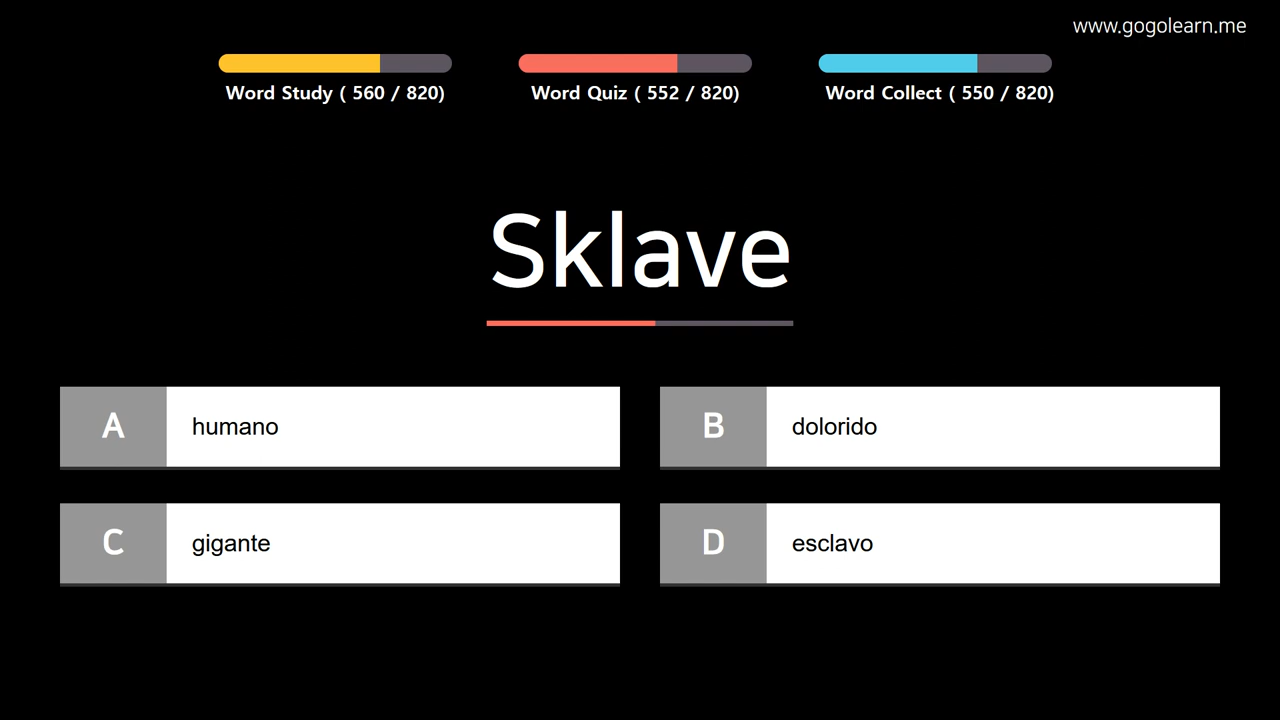 www.gogolearn.me
Word Study ( 560 / 820)
Word Quiz ( 552 / 820)
Word Collect ( 550 / 820)
Sklave
A humano
B dolorido
C gigante
D esclavo